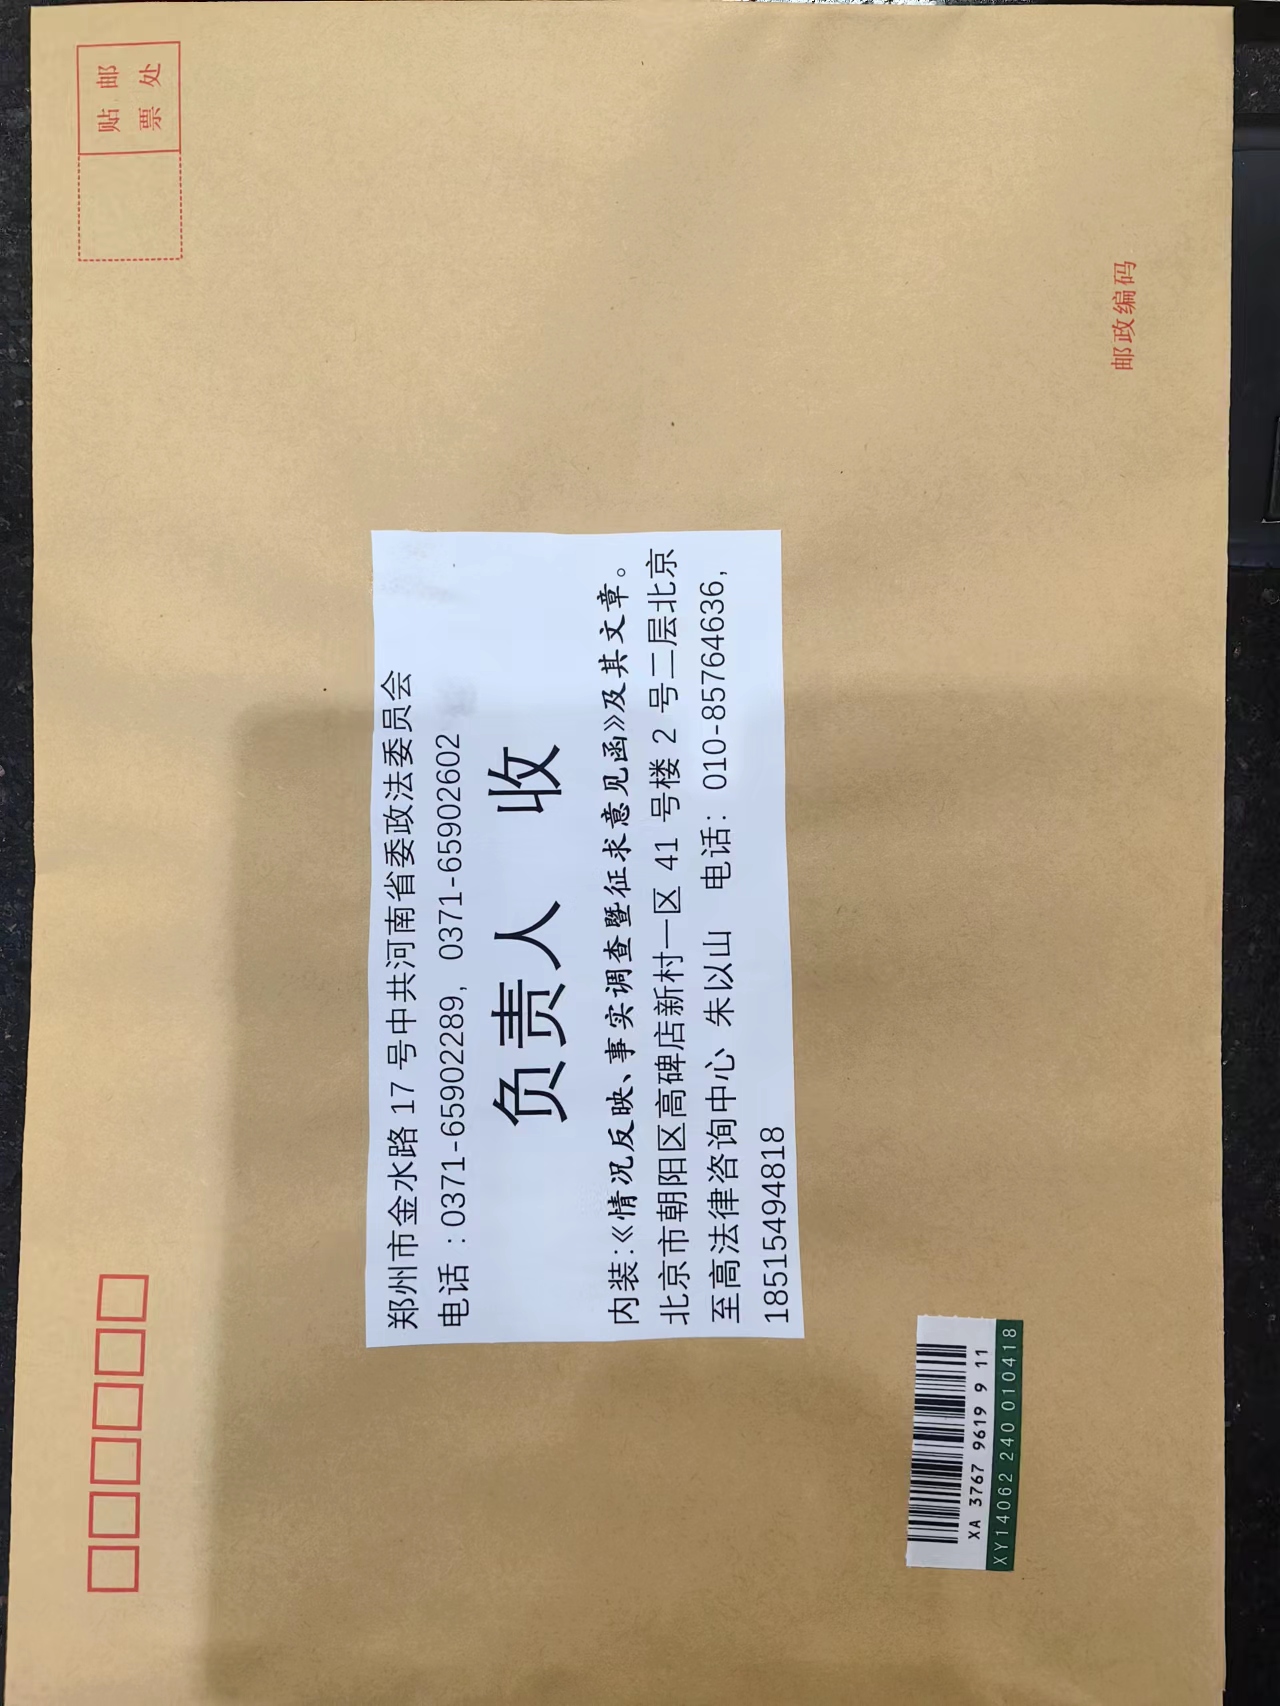 贴 邮
票 处
郑州市金水路 17 号中共河南省委政法委员会
电话：0371-65902289，0371-65902602
负责人 收
内装：《情况反映、事实调查暨征求意见函》及其文章。
北京市朝阳区高碑店新村一区 41 号楼 2 号二层北京
至高法律咨询中心 朱以山 电话：010-85764636，
18515494818
XA 3767 9619 9 11
XY14062 240 010418
邮政编码